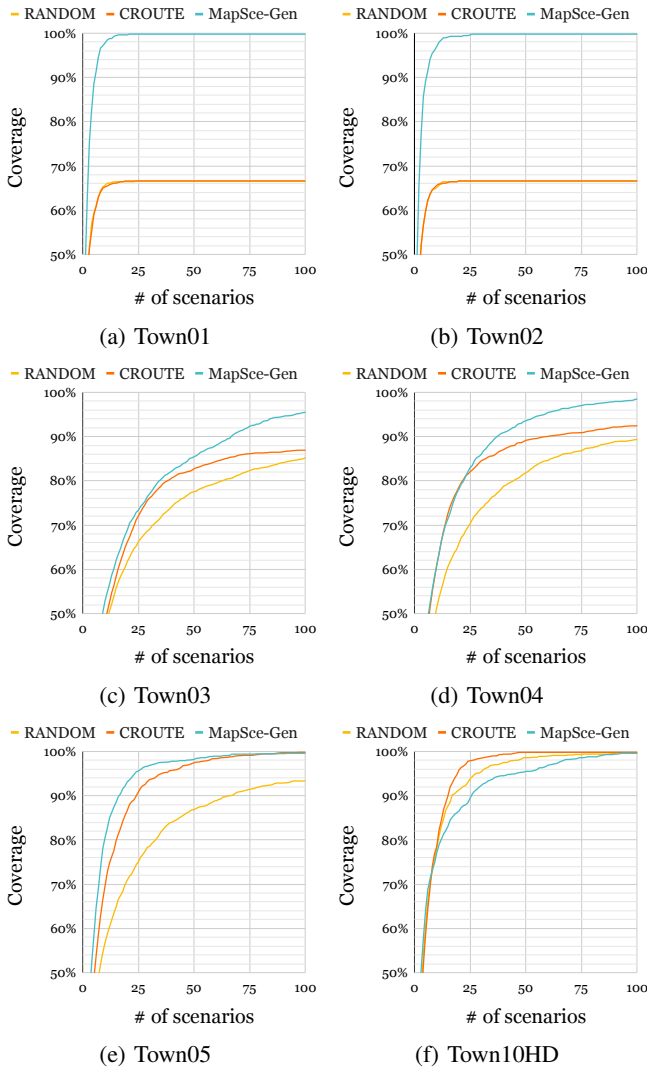 RANDOM CROUTE MapSce-Gen
100%
90%
80%
70%
60%
50%
Coverage
0 25 50 75 100
# of scenarios
(a) Town01
RANDOM CROUTE MapSce-Gen
100%
90%
80%
70%
60%
50%
Coverage
0 25 50 75 100
# of scenarios
(b) Town02
RANDOM CROUTE MapSce-Gen
100%
90%
80%
70%
60%
50%
Coverage
0 25 50 75 100
# of scenarios
(c) Town03
RANDOM CROUTE MapSce-Gen
100%
90%
80%
70%
60%
50%
Coverage
0 25 50 75 100
# of scenarios
(d) Town04
RANDOM CROUTE MapSce-Gen
100%
90%
80%
70%
60%
50%
Coverage
0 25 50 75 100
# of scenarios
(e) Town05
RANDOM CROUTE MapSce-Gen
100%
90%
80%
70%
60%
50%
Coverage
0 25 50 75 100
# of scenarios
(f) Town10HD